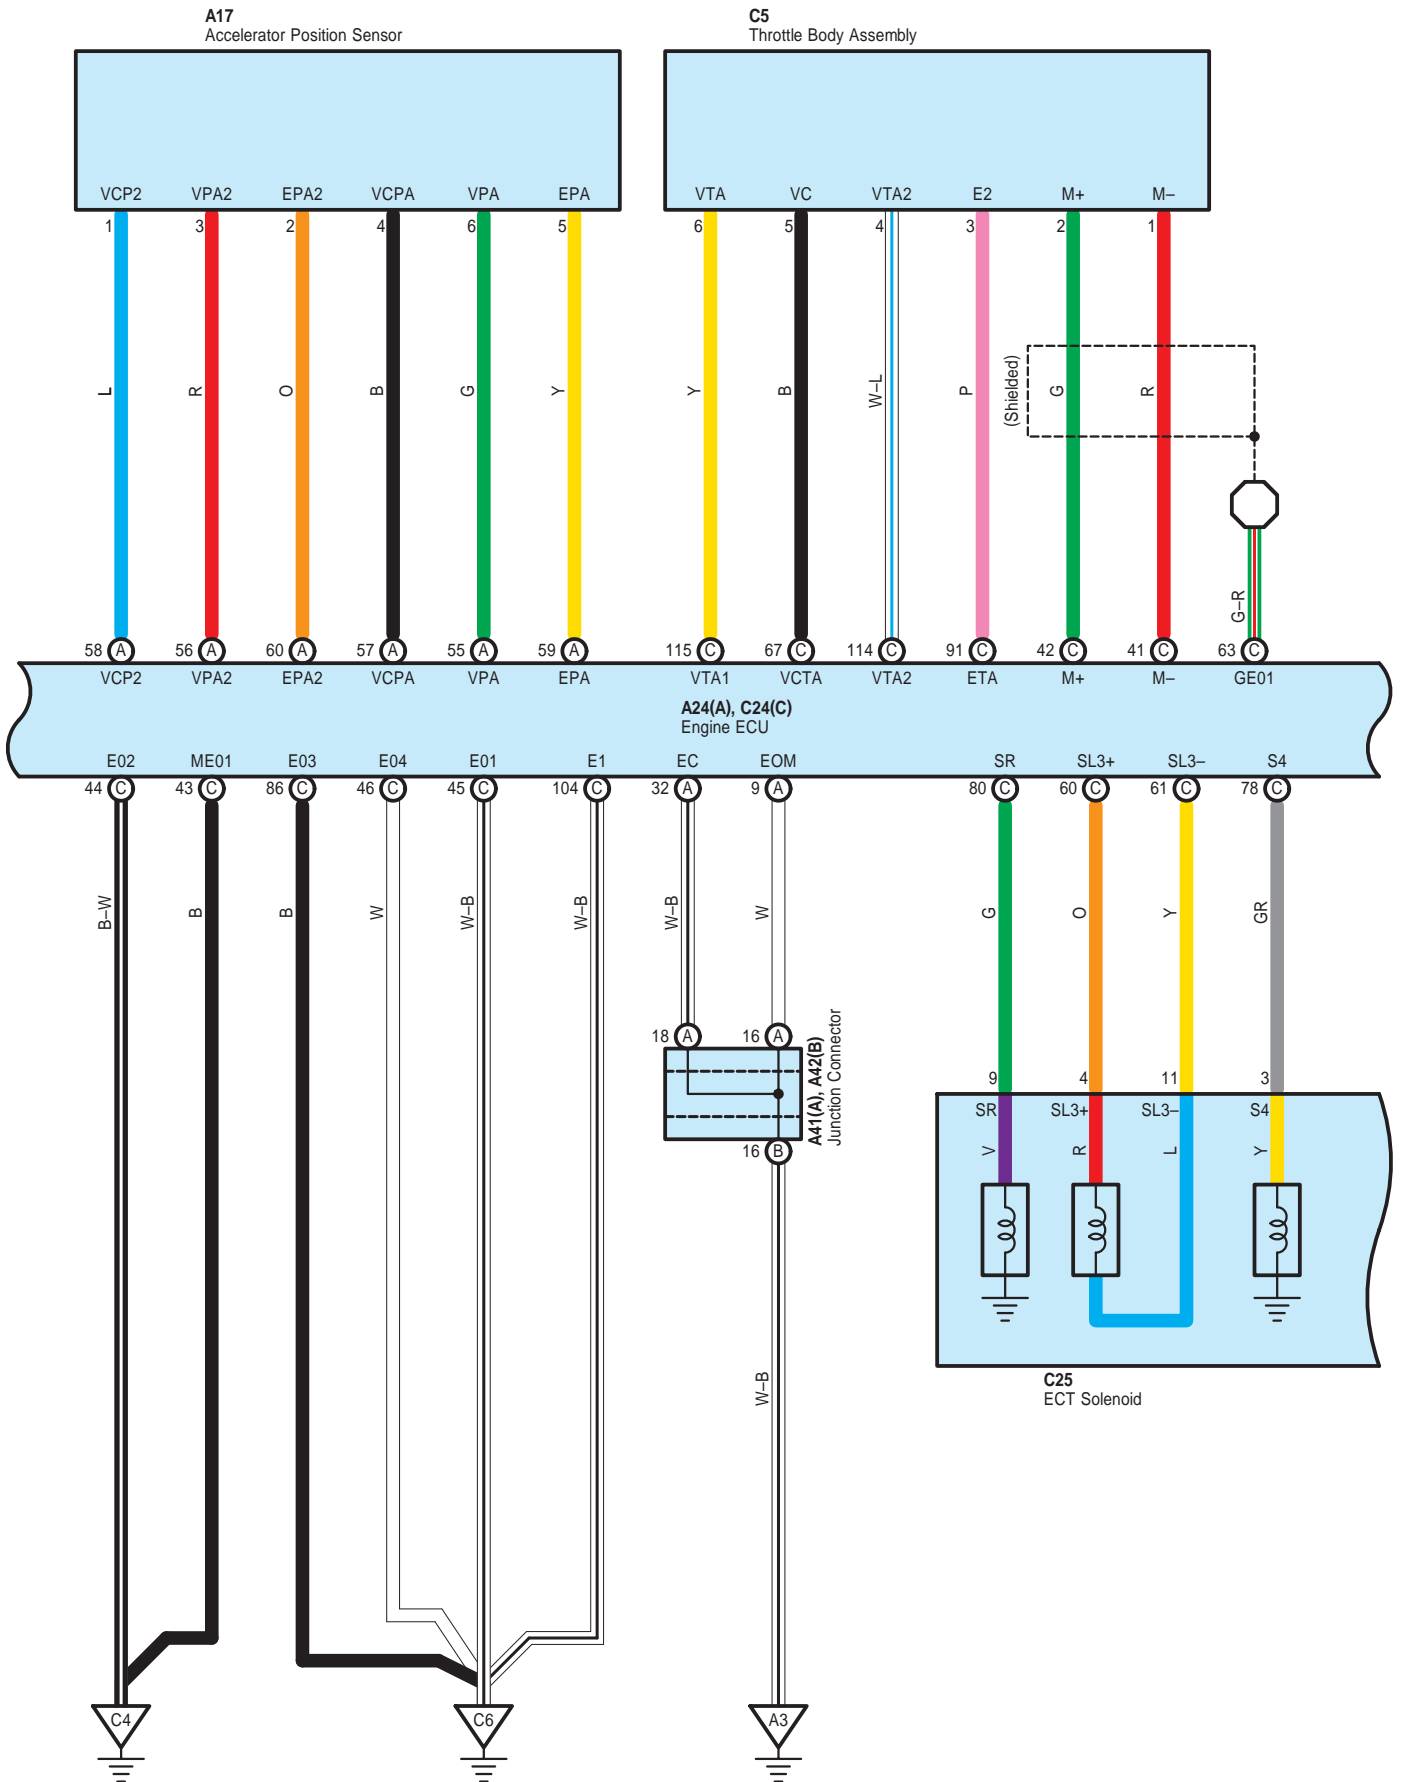 A17
Accelerator Position Sensor
C5
Throttle Body Assembly
VCP2 VPA2 EPA2 VCPA VPA EPA
VTA VC VTA2 E2 M+ M–
1 3 2 4 6 5
6 5 4 3 2 1
L R O B G Y
Y B W–L P (Shielded) G R
G–R
58 A 56 A 60 A 57 A 55 A 59 A
115 C 67 C 114 C 91 C 42 C 41 C 63 C
VCP2 VPA2 EPA2 VCPA VPA EPA
VTA1 VCTA VTA2 ETA M+ M– GE01
A24(A), C24(C)
Engine ECU
E02 ME01 E03 E04 E01 E1 EC EOM
SR SL3+ SL3– S4
44 C 43 C 86 C 46 C 45 C 104 C 32 A 9 A
80 C 60 C 61 C 78 C
B–W B B W W–B W–B W–B W
G O Y GR
18 A 16 A
A41(A), A42(B)
Junction Connector
16 B
9 4 11 3
SR SL3+ SL3– S4
V R L Y
W–B
C25
ECT Solenoid
C4 C6 A3